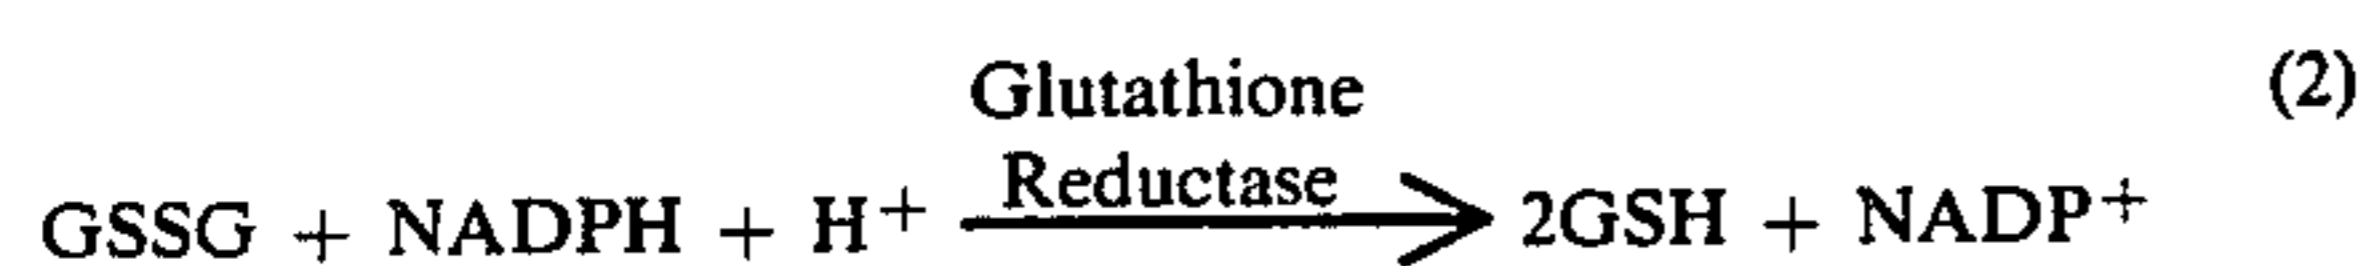 Glutathione (2)
Reductase
GSSG + NADPH + H+ 2GSH + NADP+